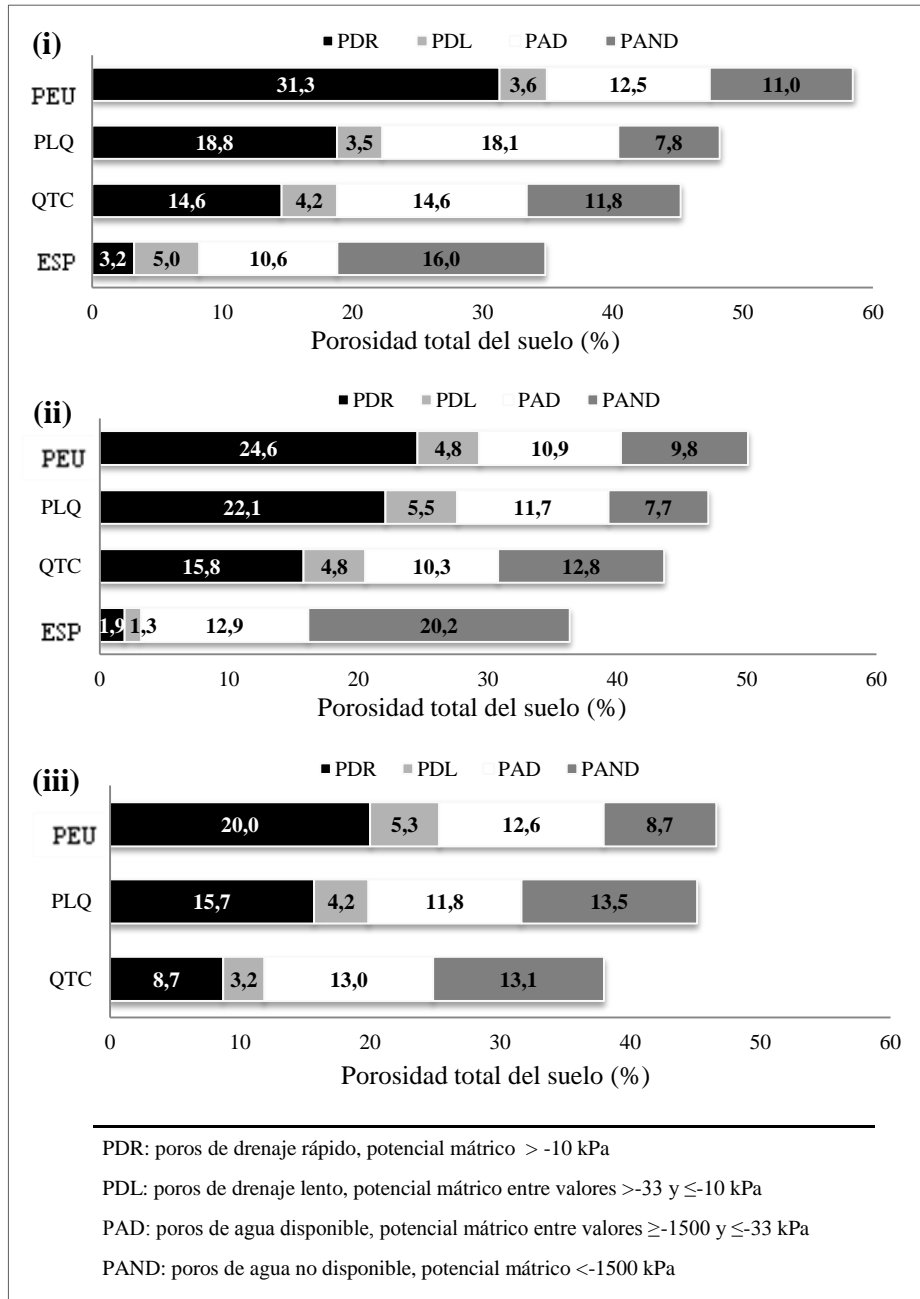 (i)
PDR PDL PAD PAND
PEU 31,3 3,6 12,5 11,0
PLQ 18,8 3,5 18,1 7,8
QTC 14,6 4,2 14,6 11,8
ESP 3,2 5,0 10,6 16,0
0 10 20 30 40 50 60
Porosidad total del suelo (%)
(ii)
PDR PDL PAD PAND
PEU 24,6 4,8 10,9 9,8
PLQ 22,1 5,5 11,7 7,7
QTC 15,8 4,8 10,3 12,8
ESP 1,9 1,3 12,9 20,2
0 10 20 30 40 50 60
Porosidad total del suelo (%)
(iii)
PDR PDL PAD PAND
PEU 20,0 5,3 12,6 8,7
PLQ 15,7 4,2 11,8 13,5
QTC 8,7 3,2 13,0 13,1
0 10 20 30 40 50 60
Porosidad total del suelo (%)
PDR: poros de drenaje rápido, potencial mátrico > -10 kPa
PDL: poros de drenaje lento, potencial mátrico entre valores >-33 y ≤-10 kPa
PAD: poros de agua disponible, potencial mátrico entre valores ≥-1500 y ≤-33 kPa
PAND: poros de agua no disponible, potencial mátrico <-1500 kPa